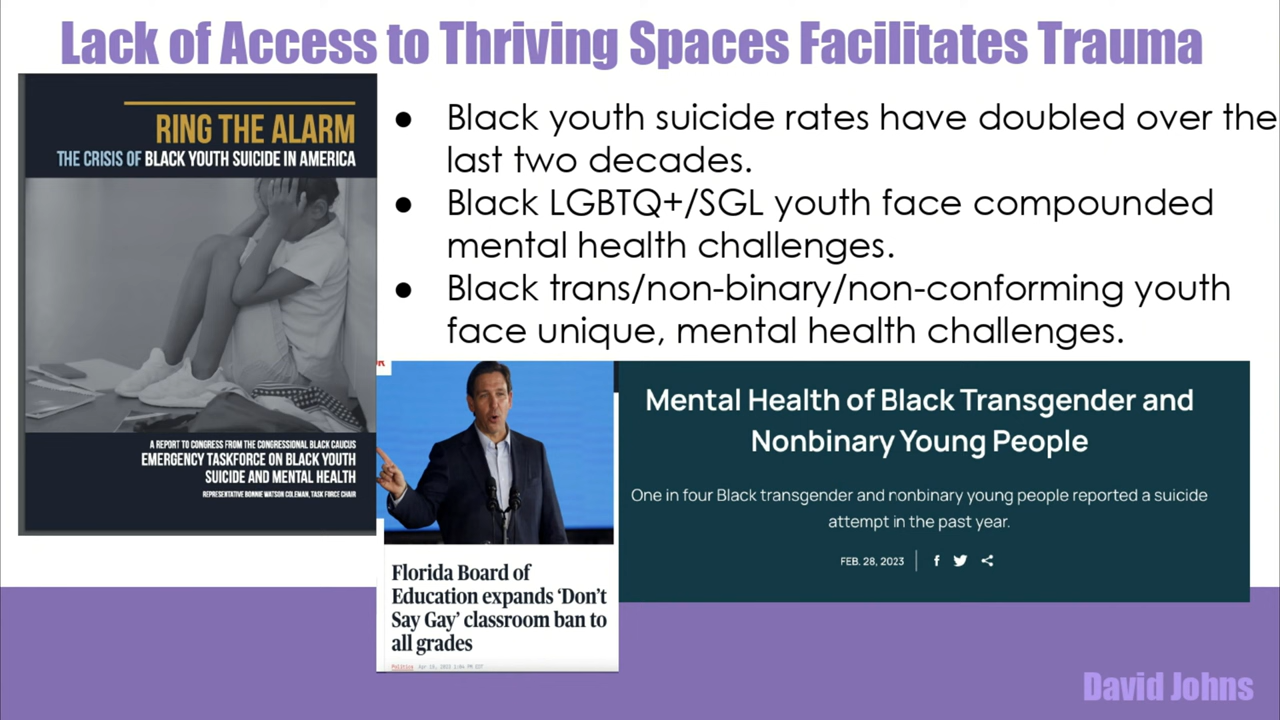 Lack of Access to Thriving Spaces Facilitates Trauma
RING THE ALARM
THE CRISIS OF BLACK YOUTH SUICIDE IN AMERICA
A REPORT TO CONGRESS FROM THE CONGRESSIONAL BLACK CAUCUS
EMERGENCY TASKFORCE ON BLACK YOUTH
SUICIDE AND MENTAL HEALTH
REPRESENTATIVE BONNIE WATSON COLEMAN, TASK FORCE CHAIR
● Black youth suicide rates have doubled over the
last two decades.
● Black LGBTQ+/SGL youth face compounded
mental health challenges.
● Black trans/non-binary/non-conforming youth
face unique, mental health challenges.
Florida Board of
Education expands ‘Don’t
Say Gay’ classroom ban to
all grades
Politics
Mental Health of Black Transgender and
Nonbinary Young People
One in four Black transgender and nonbinary young people reported a suicide
attempt in the past year.
FEB. 28, 2023
David Johns